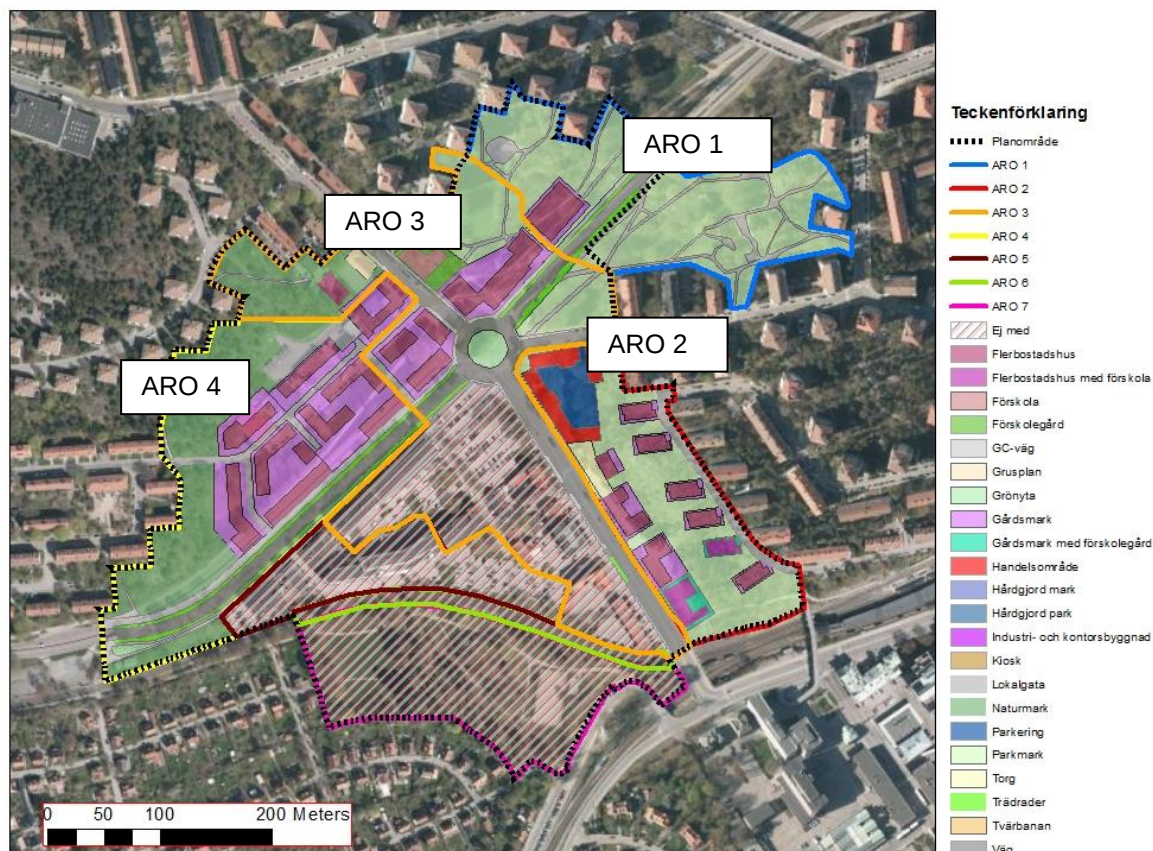 ARO 1
ARO 3
ARO 2
ARO 4
0 50 100 200 Meters
Teckenförklaring
Planområde
ARO 1
ARO 2
ARO 3
ARO 4
ARO 5
ARO 6
ARO 7
Ej med
Flerbostadshus
Flerbostadshus med förskola
Förskola
Förskolegård
GC-väg
Grusplan
Grönyta
Gårdsmark
Gårdsmark med förskolegård
Handelsområde
Hårdgjord mark
Hårdgjord park
Industri- och kontorsbyggnad
Kiosk
Lokalgata
Naturmark
Parkering
Parkmark
Torg
Trädrader
Tvärbanan
Väg